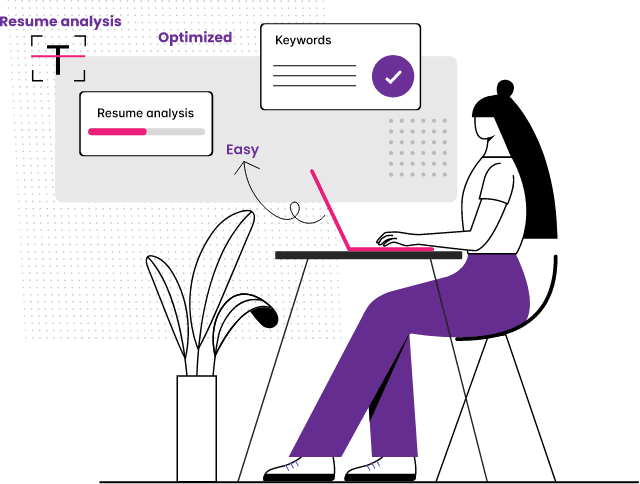 Resume analysis
Optimized
Keywords
T
Resume analysis
Easy